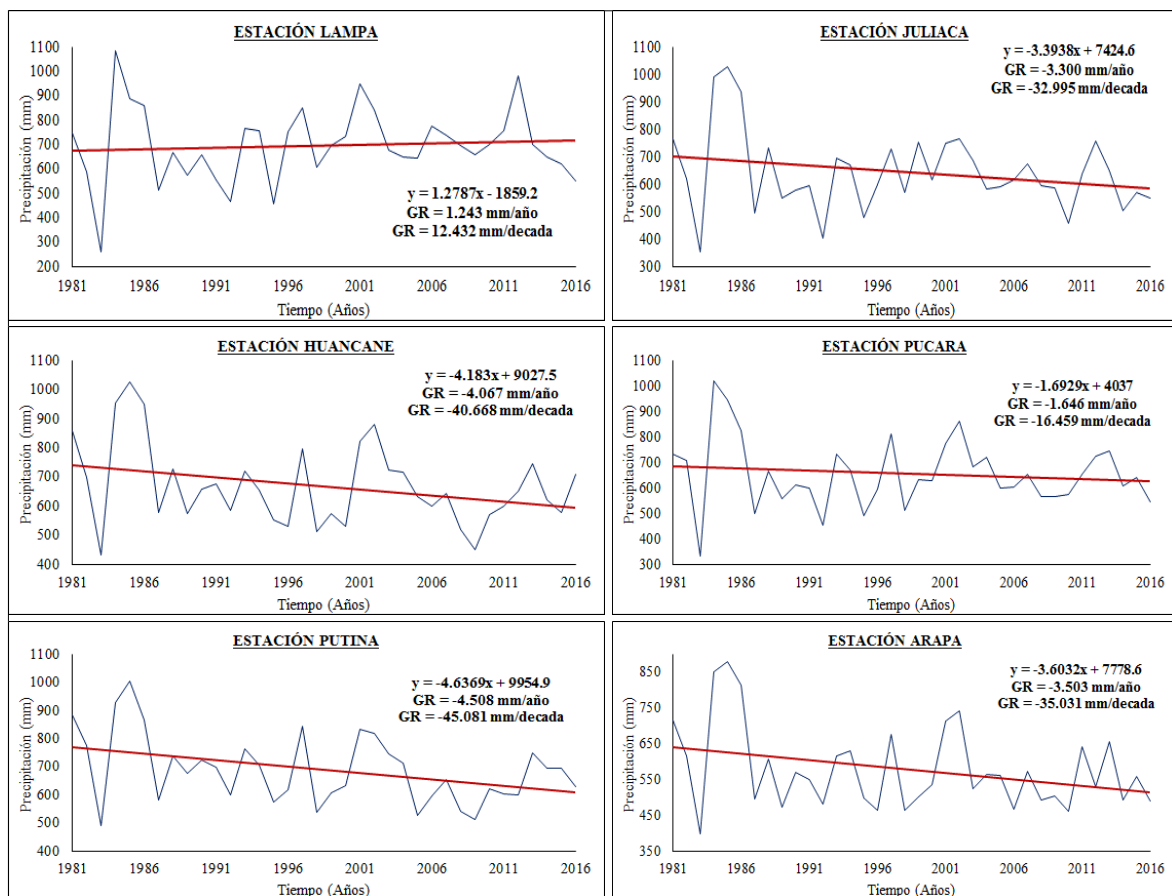 ESTACIÓN LAMPA
Precipitación (mm)
1100
1000
900
800
700
600
500
400
300
200
y = 1.2787x - 1859.2
GR = 1.243 mm/año
GR = 12.432 mm/decada
1981 1986 1991 1996 2001 2006 2011 2016
Tiempo (Años)
ESTACIÓN JULIACA
Precipitación (mm)
1100
1000
900
800
700
600
500
400
300
y = -3.3938x + 7424.6
GR = -3.300 mm/año
GR = -32.995 mm/decada
1981 1986 1991 1996 2001 2006 2011 2016
Tiempo (Años)
ESTACIÓN HUANCANE
Precipitación (mm)
1100
1000
900
800
700
600
500
400
y = -4.183x + 9027.5
GR = -4.067 mm/año
GR = -40.668 mm/decada
1981 1986 1991 1996 2001 2006 2011 2016
Tiempo (Años)
ESTACIÓN PUCARA
Precipitación (mm)
1100
1000
900
800
700
600
500
400
300
y = -1.6929x + 4037
GR = -1.646 mm/año
GR = -16.459 mm/decada
1981 1986 1991 1996 2001 2006 2011 2016
Tiempo (Años)
ESTACIÓN PUTINA
Precipitación (mm)
1100
1000
900
800
700
600
500
400
y = -4.6369x + 9954.9
GR = -4.508 mm/año
GR = -45.081 mm/decada
1981 1986 1991 1996 2001 2006 2011 2016
Tiempo (Años)
ESTACIÓN ARAPA
Precipitación (mm)
850
750
650
550
450
350
y = -3.6032x + 7778.6
GR = -3.503 mm/año
GR = -35.031 mm/decada
1981 1986 1991 1996 2001 2006 2011 2016
Tiempo (Años)